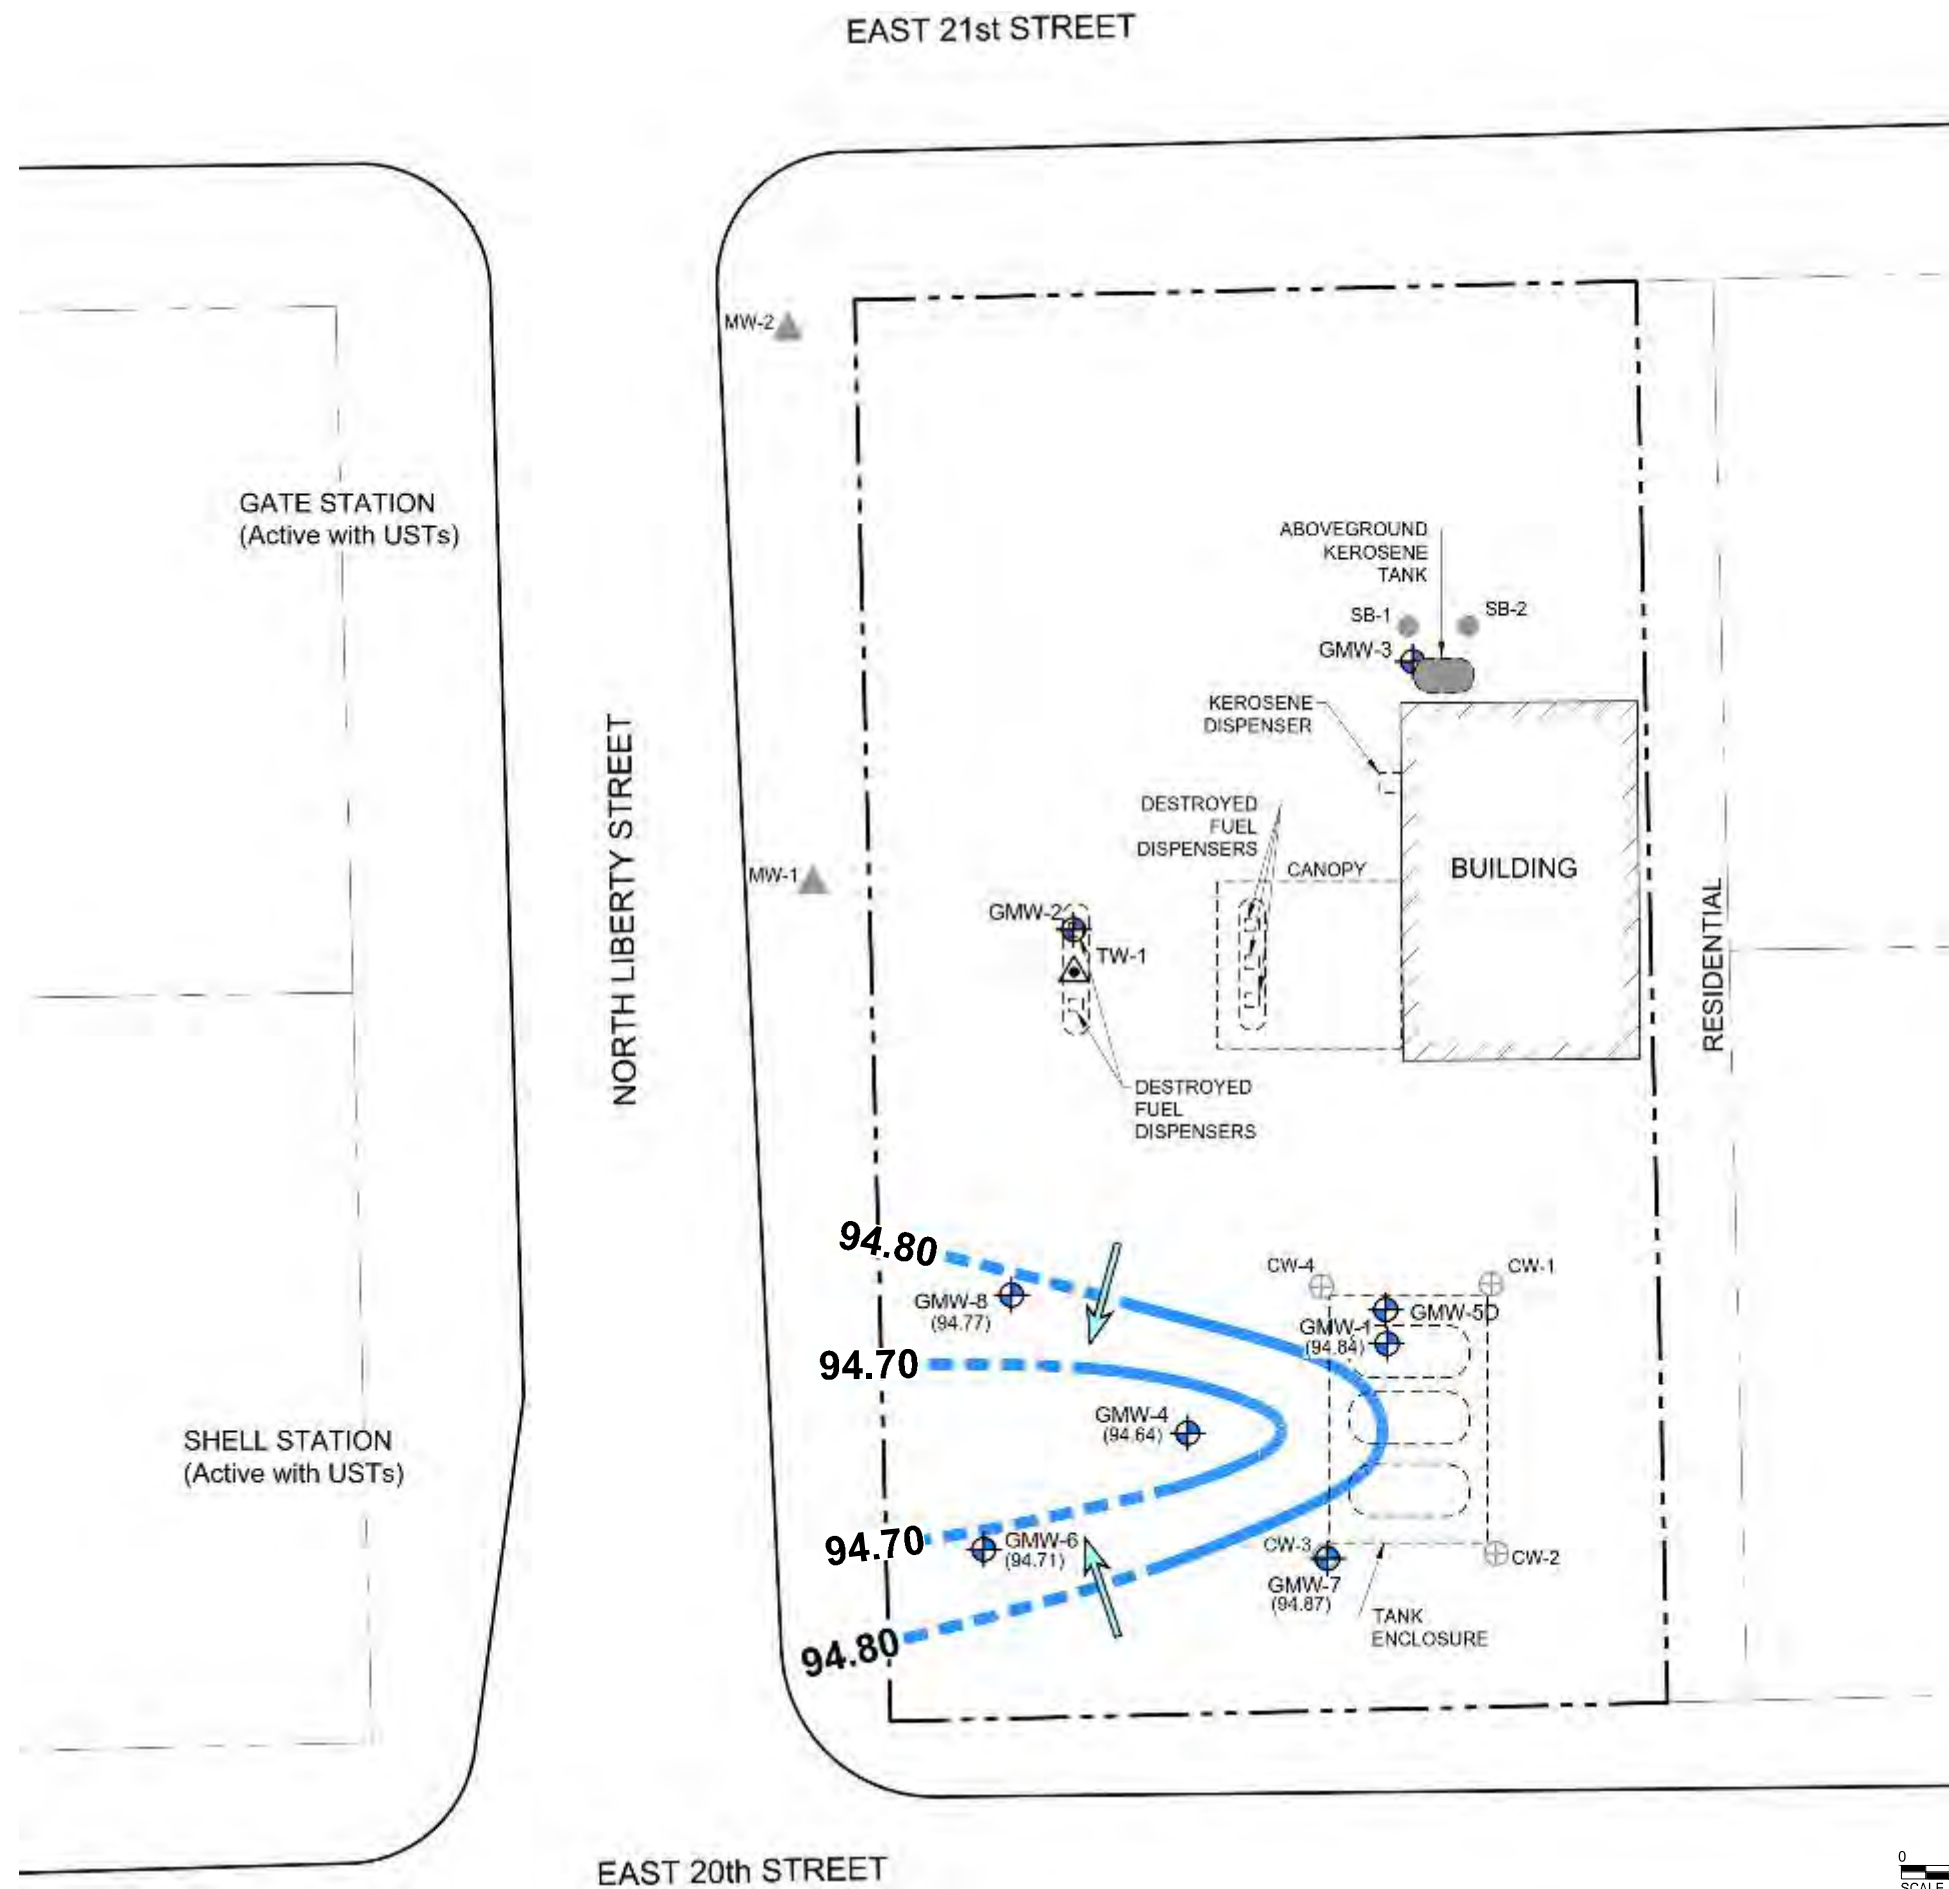 EAST 21st STREET
MW-2
GATE STATION
(Active with USTs)
ABOVEGROUND
KEROSENE
TANK
SB-1
SB-2
GMW-3
KEROSENE
DISPENSER
NORTH LIBERTY STREET
DESTROYED
FUEL
DISPENSERS
CANOPY
BUILDING
MW-1
RESIDENTIAL
GMW-2
TW-1
DESTROYED
FUEL
DISPENSERS
94.80
CW-4
CW-1
GMW-8
(94.77)
GMW-5D
GMW-1
(94.84)
94.70
GMW-4
(94.64)
SHELL STATION
(Active with USTs)
94.70
GMW-6
(94.71)
CW-3
CW-2
GMW-7
(94.87)
TANK
ENCLOSURE
94.80
EAST 20th STREET
0
SCALE